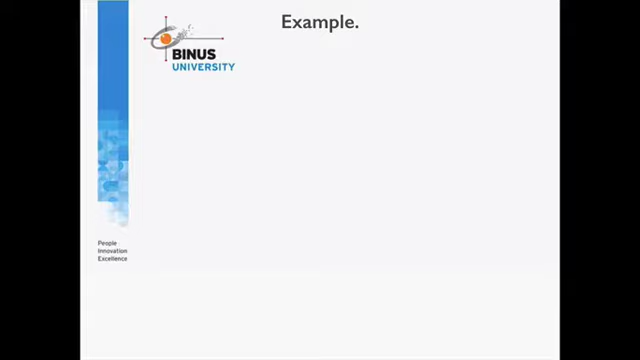 Example.
BINUS
UNIVERSITY
People
Innovation
Excellence